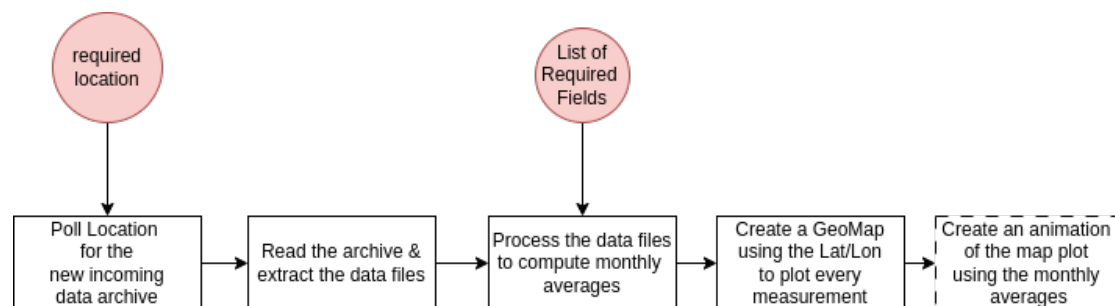 required
location
List of
Required
Fields
Poll Location
for the
new incoming
data archive
Read the archive &
extract the data files
Process the data files
to compute monthly
averages
Create a GeoMap
using the Lat/Lon
to plot every
measurement
Create an animation
of the map plot
using the monthly
averages